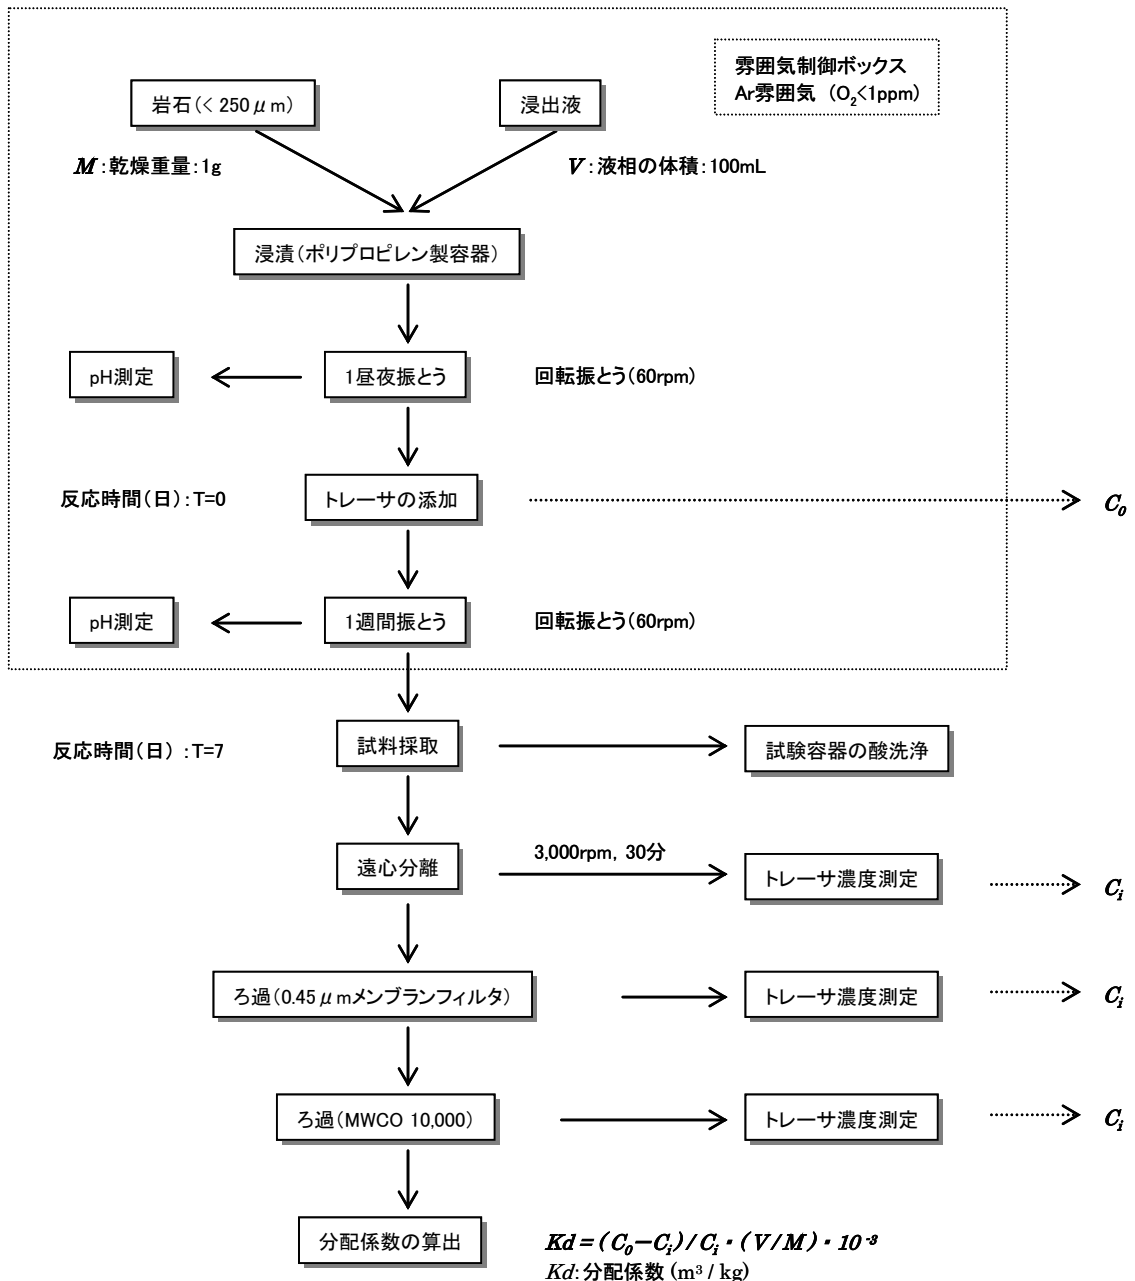 雰囲気制御ボックス
Ar雰囲気 (O₂<1ppm)
岩石(< 250μm)
浸出液
M:乾燥重量:1g
V:液相の体積:100mL
浸漬(ポリプロピレン製容器)
pH測定
1昼夜振とう
回転振とう(60rpm)
反応時間(日):T=0
トレーサの添加
C₀
pH測定
1週間振とう
回転振とう(60rpm)
反応時間(日) :T=7
試料採取
試験容器の酸洗浄
遠心分離
3,000rpm, 30分
トレーサ濃度測定
Cᵢ
ろ過(0.45μmメンブランフィルタ)
トレーサ濃度測定
Cᵢ
ろ過(MWCO 10,000)
トレーサ濃度測定
Cᵢ
分配係数の算出
Kd = (C₀-Cᵢ) / Cᵢ・(V/M)・10⁻³
Kd:分配係数 (m³ / kg)